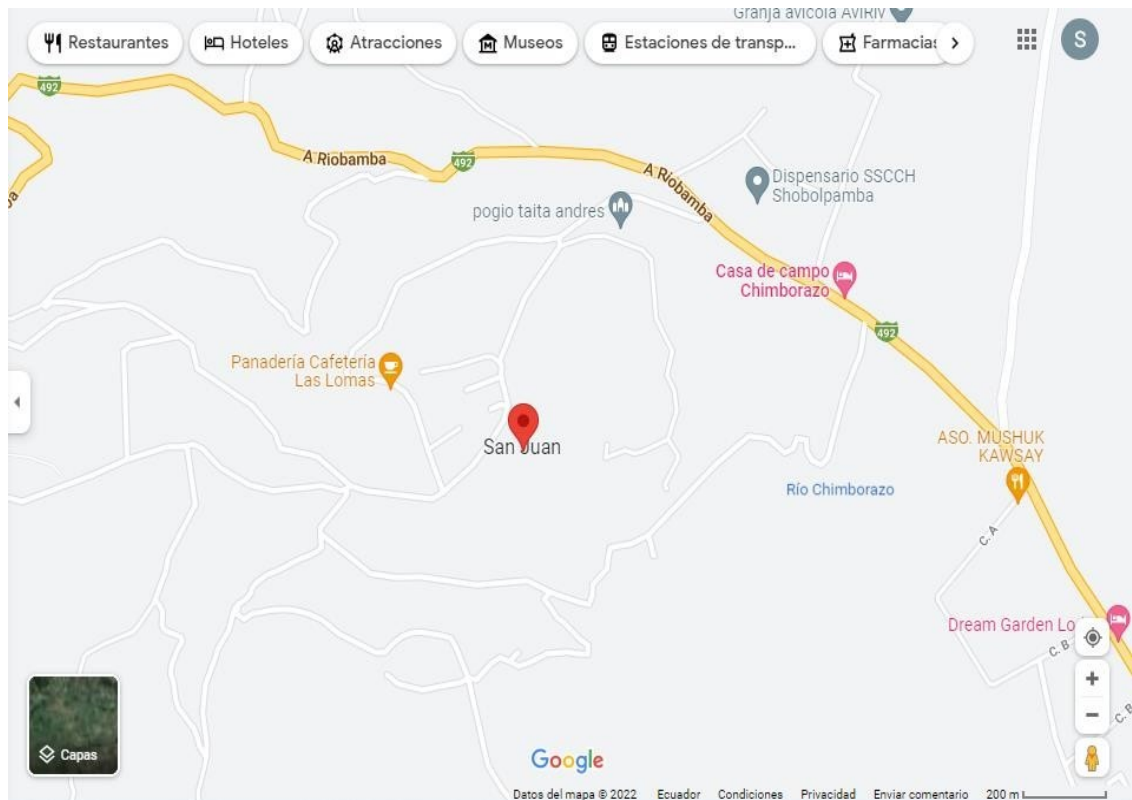 Granja avícola AVIRIV
Restaurantes
Hoteles
Atracciones
Museos
Estaciones de transp...
Farmacias
S
492
A Riobamba
492
A Riobamba
Dispensario SSCCH
Shobolpamba
pogio taita andres
Casa de campo
Chimborazo
492
Panadería Cafetería
Las Lomas
San Juan
ASO. MUSHUK
KAWSAY
Río Chimborazo
C. A
Dream Garden Lo
C. B
C. B
Capas
Google
Datos del mapa © 2022 Ecuador Condiciones Privacidad Enviar comentario 200 m